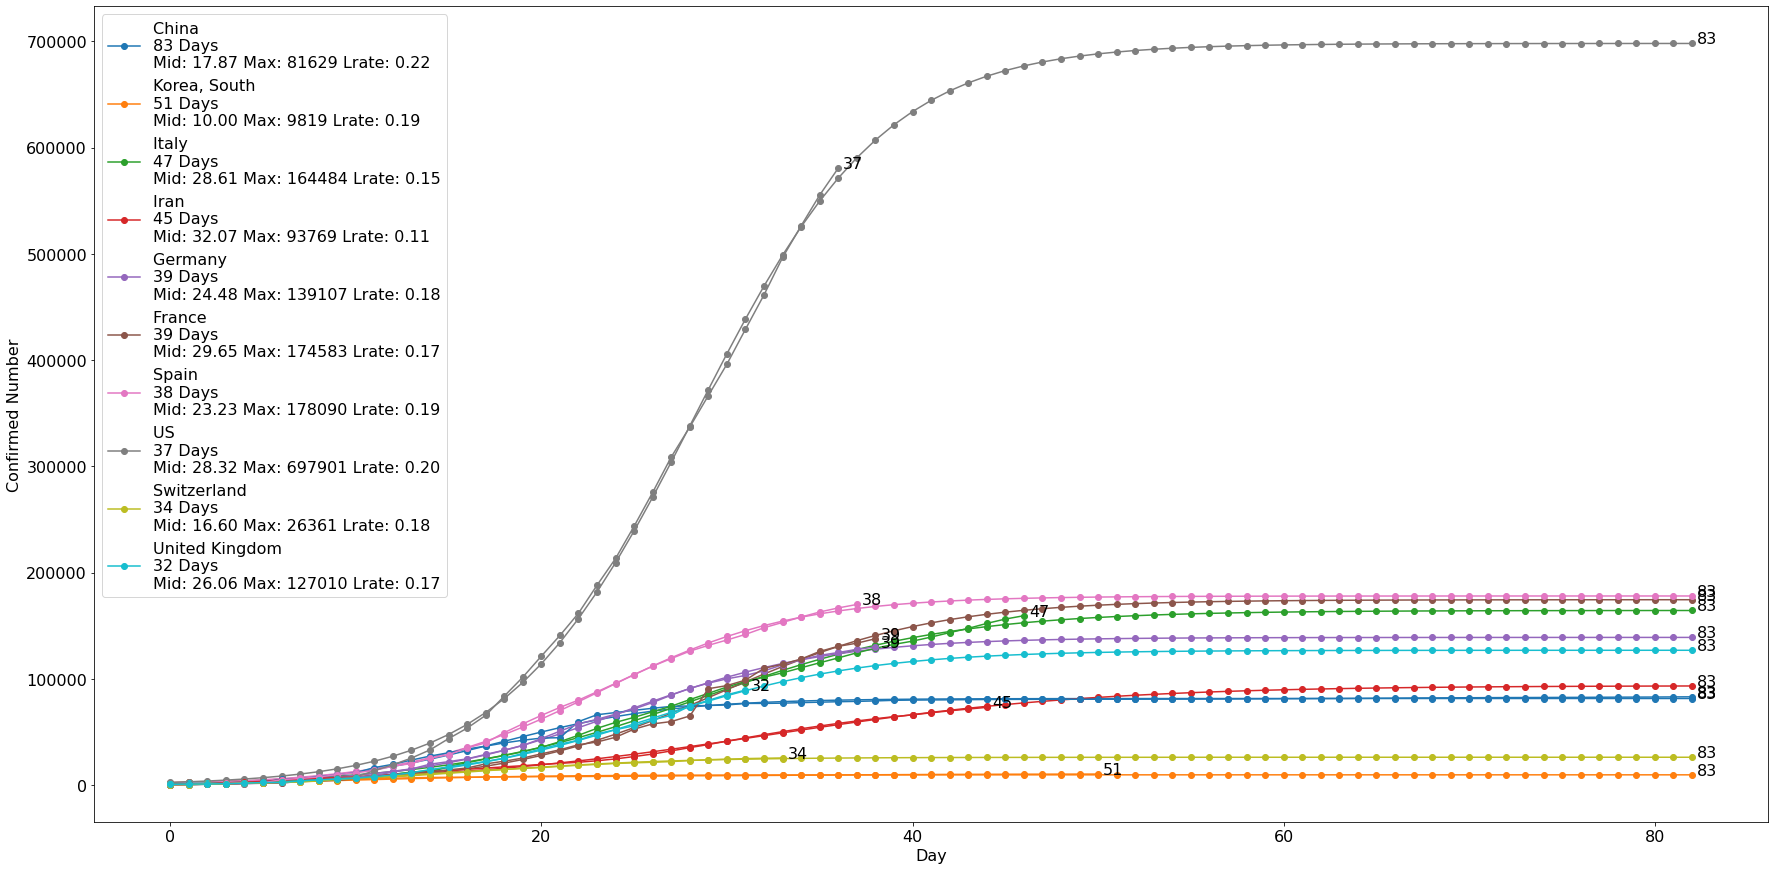 China
83 Days
Mid: 17.87 Max: 81629 Lrate: 0.22
Korea, South
51 Days
Mid: 10.00 Max: 9819 Lrate: 0.19
Italy
47 Days
Mid: 28.61 Max: 164484 Lrate: 0.15
Iran
45 Days
Mid: 32.07 Max: 93769 Lrate: 0.11
Germany
39 Days
Mid: 24.48 Max: 139107 Lrate: 0.18
France
39 Days
Mid: 29.65 Max: 174583 Lrate: 0.17
Spain
38 Days
Mid: 23.23 Max: 178090 Lrate: 0.19
US
37 Days
Mid: 28.32 Max: 697901 Lrate: 0.20
Switzerland
34 Days
Mid: 16.60 Max: 26361 Lrate: 0.18
United Kingdom
32 Days
Mid: 26.06 Max: 127010 Lrate: 0.17
Confirmed Number
700000
600000
500000
400000
300000
200000
100000
0
83
37
38
83
83
47
83
39
39
83
83
32
83
45
83
83
34
83
51
83
0
20
40
60
80
Day